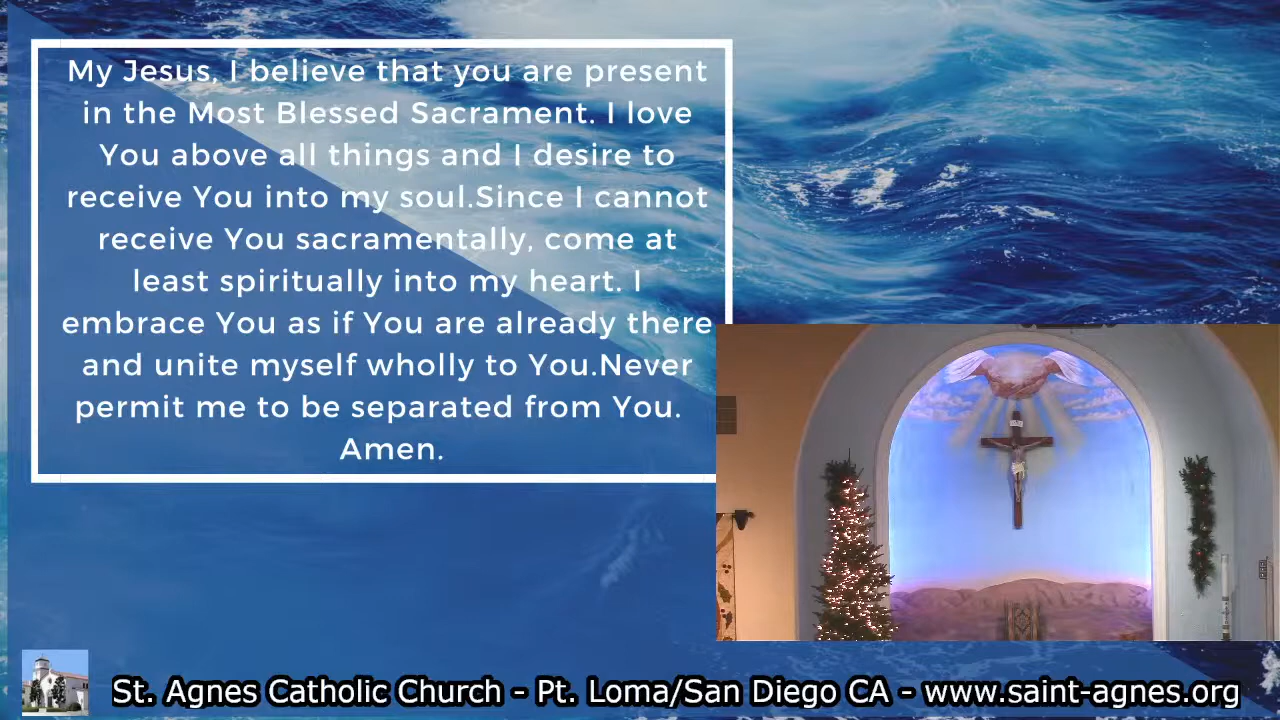 My Jesus, I believe that you are present
in the Most Blessed Sacrament. I love
You above all things and I desire to
receive You into my soul.Since I cannot
receive You sacramentally, come at
least spiritually into my heart. I
embrace You as if You are already there
and unite myself wholly to You.Never
permit me to be separated from You.
Amen.
St. Agnes Catholic Church - Pt. Loma/San Diego CA - www.saint-agnes.org